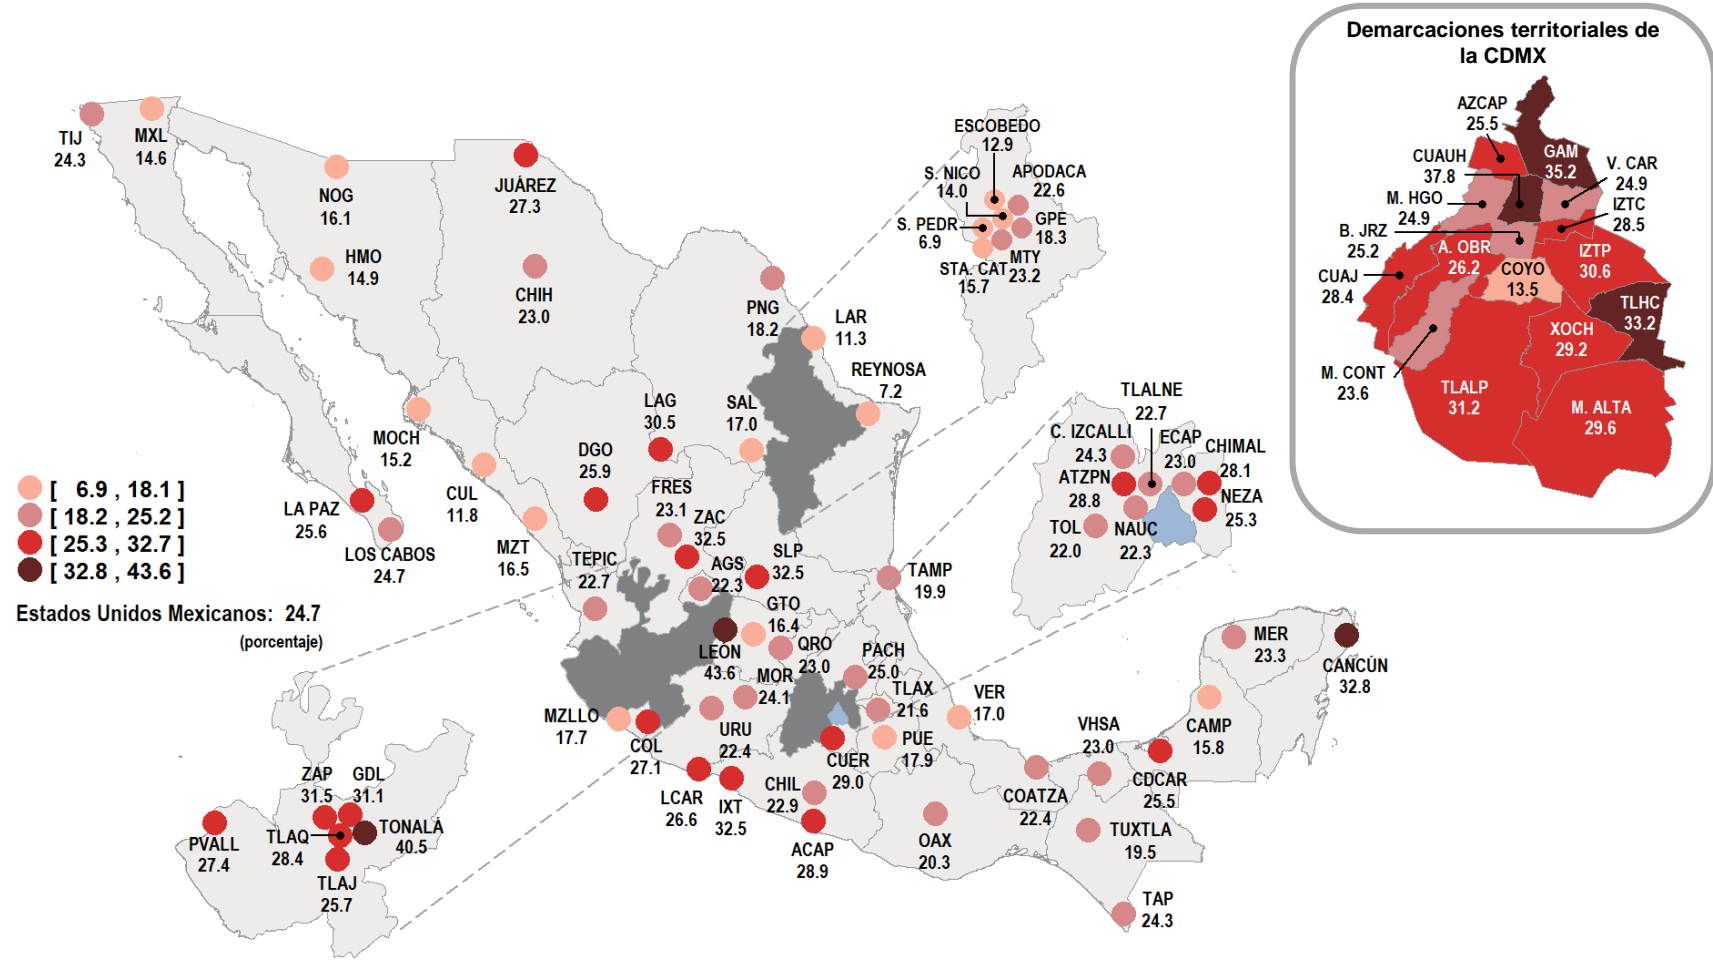 Demarcaciones territoriales de
la CDMX
AZCAP
25.5
CUAUH
37.8
GAM
35.2
V. CAR
24.9
M. HGO
24.9
IZTC
28.5
B. JRZ
25.2
A. OBR
26.2
IZTP
30.6
CUAJ
28.4
COYO
13.5
TLHC
33.2
XOCH
29.2
M. CONT
23.6
TLALP
31.2
M. ALTA
29.6
TIJ
24.3
MXL
14.6
NOG
16.1
JUÁREZ
27.3
HMO
14.9
CHIH
23.0
ESCOBEDO
12.9
S. NICO
14.0
APODACA
22.6
S. PEDR
6.9
GPE
18.3
MTY
23.2
STA. CAT
15.7
PNG
18.2
LAR
11.3
REYNOSA
7.2
LAG
30.5
SAL
17.0
MOCH
15.2
DGO
25.9
CUL
11.8
MZT
16.5
LA PAZ
25.6
LOS CABOS
24.7
FRES
23.1
ZAC
32.5
TEPIC
22.7
AGS
22.3
SLP
32.5
TAMP
19.9
TLALNE
22.7
C. IZCALLI
24.3
ECAP
23.0
CHIMAL
28.1
ATZPN
28.8
NEZA
25.3
TOL
22.0
NAUC
22.3
[ 6.9 , 18.1 ]
[ 18.2 , 25.2 ]
[ 25.3 , 32.7 ]
[ 32.8 , 43.6 ]
Estados Unidos Mexicanos: 24.7
(porcentaje)
GTO
16.4
LEÓN
43.6
QRO
23.0
PACH
25.0
MOR
24.1
TLAX
21.6
VER
17.0
MZLLO
17.7
COL
27.1
URU
22.4
CUER
29.0
PUE
17.9
LCAR
26.6
IXT
32.5
CHIL
22.9
ACAP
28.9
OAX
20.3
COATZA
22.4
VHSA
23.0
CDCAR
25.5
CAMP
15.8
MER
23.3
CANCÚN
32.8
TUXTLA
19.5
TAP
24.3
ZAP
31.5
GDL
31.1
PVALL
27.4
TLAQ
28.4
TONALÁ
40.5
TLAJ
25.7